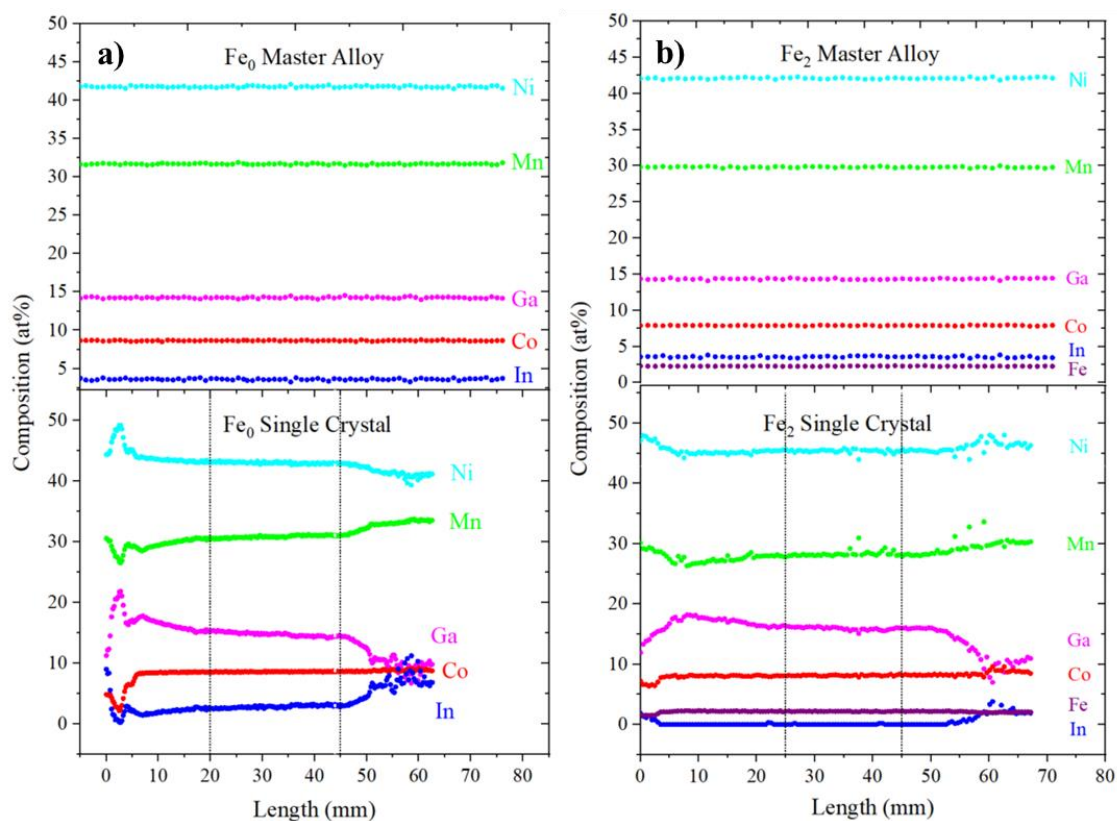 a)
Fe₀ Master Alloy
50
45
40
35
30
25
20
15
10
5
Ni
Mn
Ga
Co
In
Composition (at%)
Fe₀ Single Crystal
50
40
30
20
10
0
Ni
Mn
Ga
Co
In
0 10 20 30 40 50 60 70 80
Length (mm)
b)
Fe₂ Master Alloy
50
45
40
35
30
25
20
15
10
5
0
Ni
Mn
Ga
Co
In
Fe
Composition (at%)
Fe₂ Single Crystal
50
40
30
20
10
0
Ni
Mn
Ga
Co
Fe
In
0 10 20 30 40 50 60 70 80
Length (mm)